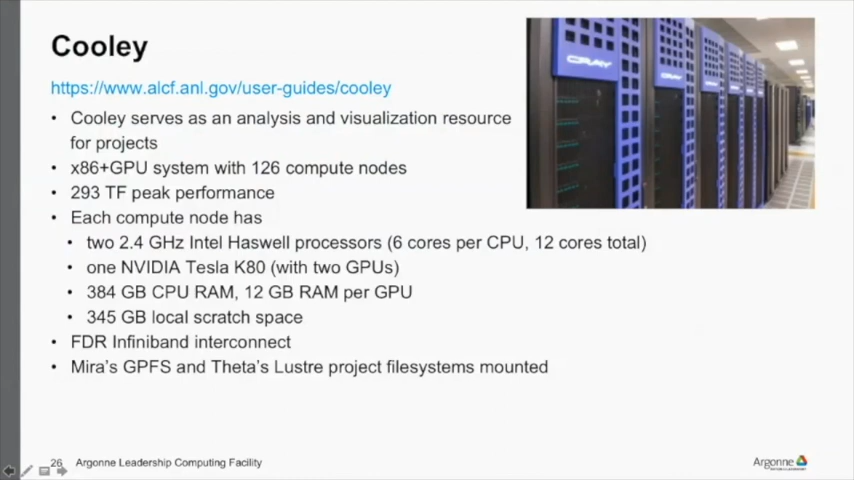 Cooley
https://www.alcf.anl.gov/user-guides/cooley
• Cooley serves as an analysis and visualization resource
for projects
• x86+GPU system with 126 compute nodes
• 293 TF peak performance
• Each compute node has
• two 2.4 GHz Intel Haswell processors (6 cores per CPU, 12 cores total)
• one NVIDIA Tesla K80 (with two GPUs)
• 384 GB CPU RAM, 12 GB RAM per GPU
• 345 GB local scratch space
• FDR Infiniband interconnect
• Mira's GPFS and Theta's Lustre project filesystems mounted
CRAY
CRAY
26 Argonne Leadership Computing Facility
Argonne